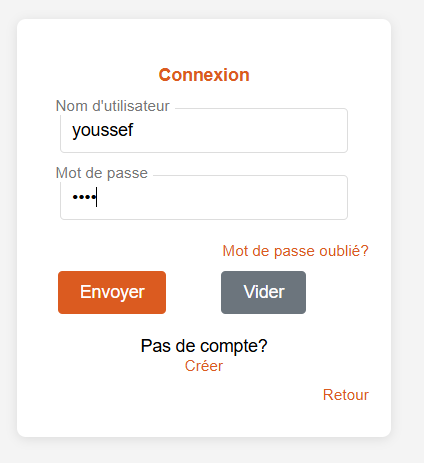 Connexion
Nom d'utilisateur
youssef
Mot de passe
••••
Mot de passe oublié?
Envoyer
Vider
Pas de compte?
Créer
Retour